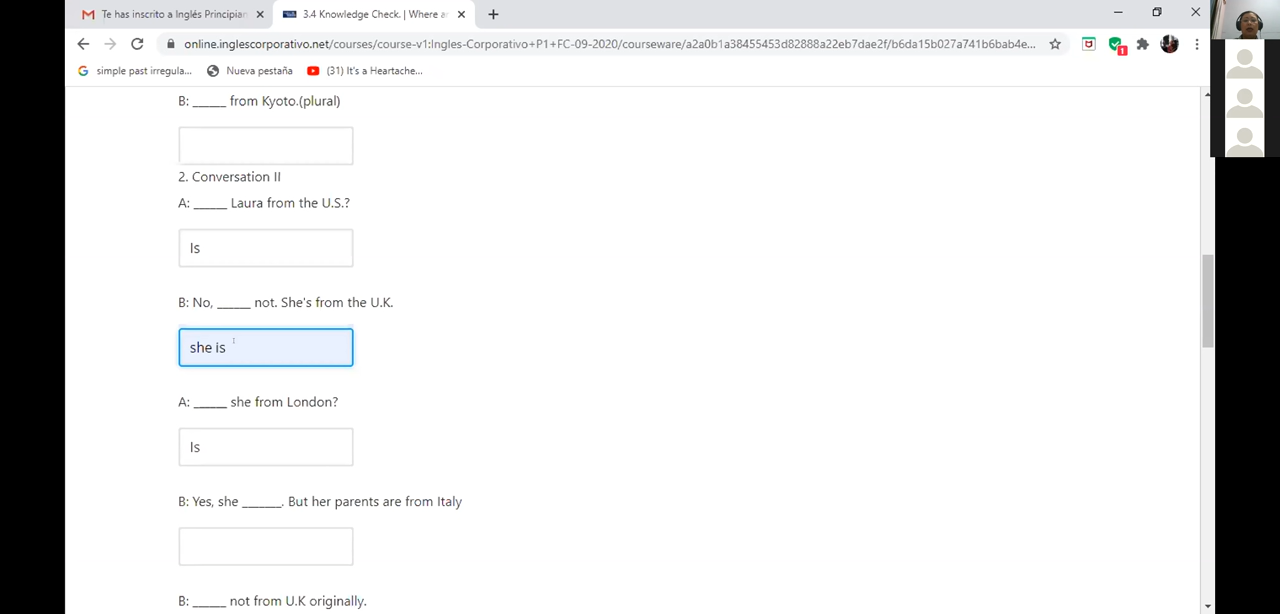 Te has inscrito a Inglés Principian
3.4 Knowledge Check. | Where a
online.inglescorporativo.net/courses/course-v1:Ingles-Corporativo+P1+FC-09-2020/courseware/a2a0b1a38455453d82888a22eb7dae2f/b6da15b027a741b6bab4e...
1
simple past irregula...
Nueva pestaña
(31) It's a Heartache...
B: _____ from Kyoto.(plural)
2. Conversation II
A: _____ Laura from the U.S.?
Is
B: No, _____ not. She's from the U.K.
she is
A: _____ she from London?
Is
B: Yes, she ______. But her parents are from Italy
B: _____ not from U.K originally.